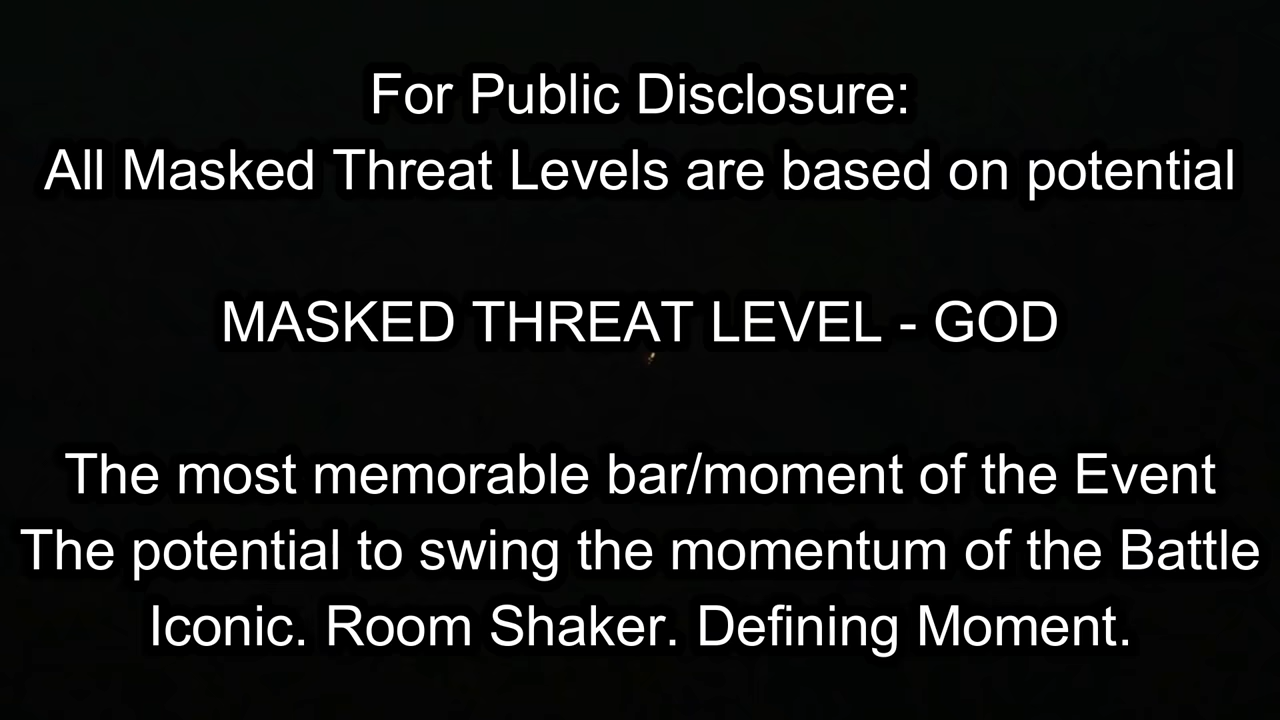 For Public Disclosure:
All Masked Threat Levels are based on potential
MASKED THREAT LEVEL - GOD
The most memorable bar/moment of the Event
The potential to swing the momentum of the Battle
Iconic. Room Shaker. Defining Moment.